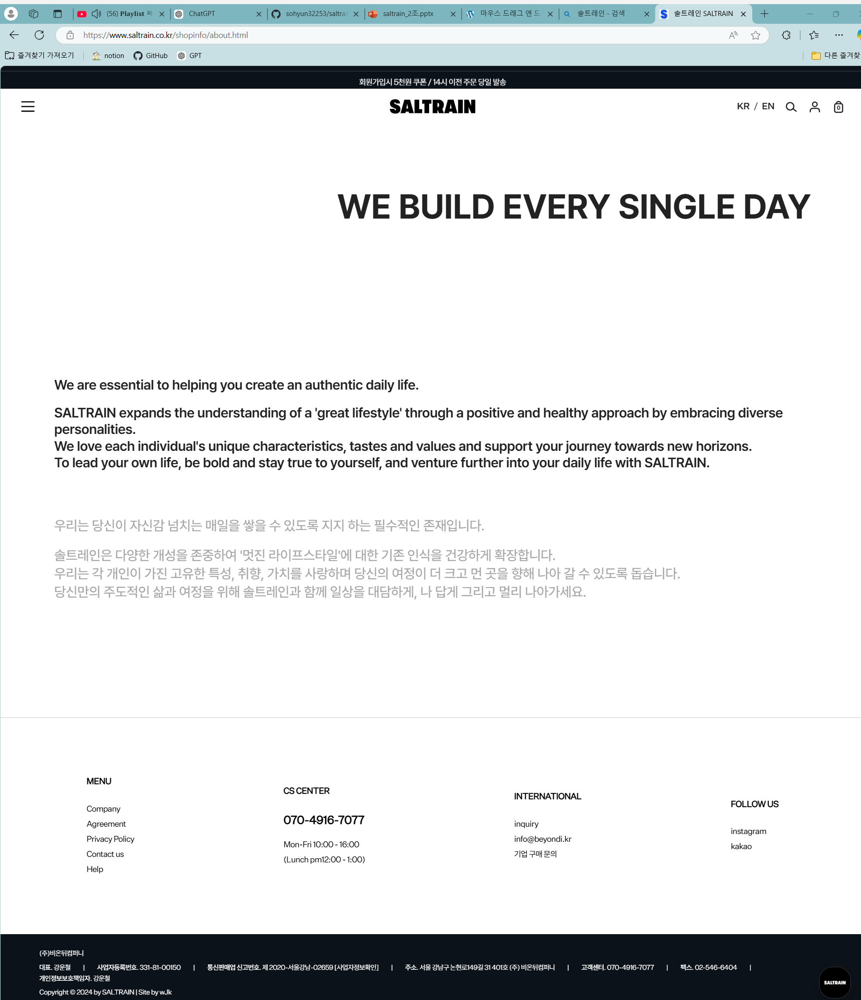 (56) Playlist
ChatGPT
sohyun32253/saltrain
saltrain_2조.pptx
마우스 드래그 앤 드
솔트레인 - 검색
솔트레인 SALTRAIN
https://www.saltrain.co.kr/shopinfo/about.html
즐겨찾기 가져오기
notion
GitHub
GPT
다른 즐겨찾
회원가입시 5천원 쿠폰 / 14시 이전 주문 당일 발송
SALTRAIN
KR / EN
0
WE BUILD EVERY SINGLE DAY
We are essential to helping you create an authentic daily life.
SALTRAIN expands the understanding of a 'great lifestyle' through a positive and healthy approach by embracing diverse
personalities.
We love each individual's unique characteristics, tastes and values and support your journey towards new horizons.
To lead your own life, be bold and stay true to yourself, and venture further into your daily life with SALTRAIN.
우리는 당신이 자신감 넘치는 매일을 쌓을 수 있도록 지지 하는 필수적인 존재입니다.
솔트레인은 다양한 개성을 존중하여 '멋진 라이프스타일'에 대한 기존 인식을 건강하게 확장합니다.
우리는 각 개인이 가진 고유한 특성, 취향, 가치를 사랑하며 당신의 여정이 더 크고 먼 곳을 향해 나아 갈 수 있도록 돕습니다.
당신만의 주도적인 삶과 여정을 위해 솔트레인과 함께 일상을 대담하게, 나 답게 그리고 멀리 나아가세요.
MENU
Company
Agreement
Privacy Policy
Contact us
Help
CS CENTER
070-4916-7077
Mon-Fri 10:00 - 16:00
(Lunch pm12:00 - 1:00)
INTERNATIONAL
inquiry
info@beyondi.kr
기업 구매 문의
FOLLOW US
instagram
kakao
(주)비온뒤컴퍼니
대표. 강운철 | 사업자등록번호. 331-81-00150 | 통신판매업 신고번호. 제 2020-서울강남-02659 [사업자정보확인] | 주소. 서울 강남구 논현로149길 31 401호 (주) 비온뒤컴퍼니 | 고객센터. 070-4916-7077 | 팩스. 02-546-6404 |
개인정보보호책임자. 강운철
Copyright © 2024 by SALTRAIN | Site by wJk
SALTRAIN